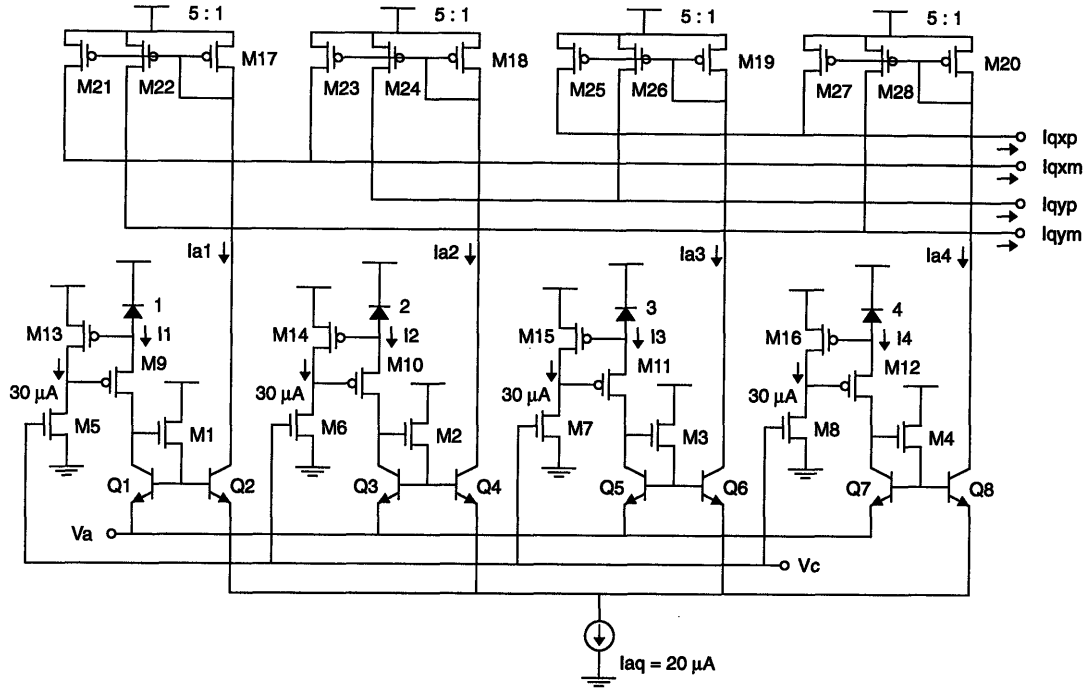 5 : 1 5 : 1 5 : 1 5 : 1
M17 M18 M19 M20
M21 M22 M23 M24 M25 M26 M27 M28
Iqxp
Iqxm
Iqyp
Iqym
Ia1 Ia2 Ia3 Ia4
1 2 3 4
M13 I1 M14 I2 M15 I3 M16 I4
M9 M10 M11 M12
30 μA 30 μA 30 μA 30 μA
M5 M1 M6 M2 M7 M3 M8 M4
Q1 Q2 Q3 Q4 Q5 Q6 Q7 Q8
Va
Vc
Iaq = 20 μA